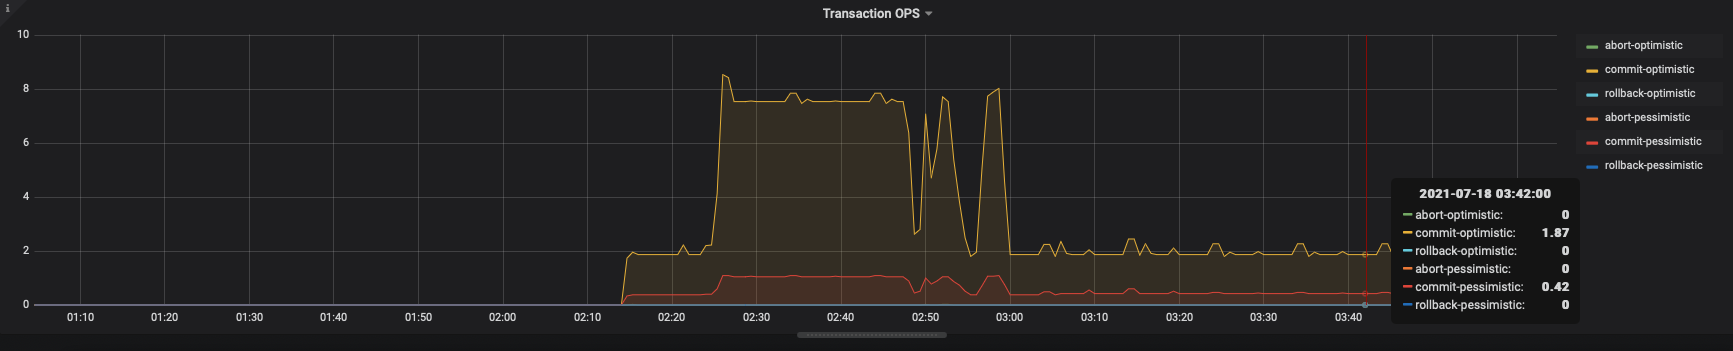 i
Transaction OPS
10
8
6
4
2
0
01:10 01:20 01:30 01:40 01:50 02:00 02:10 02:20 02:30 02:40 02:50 03:00 03:10 03:20 03:30 03:40
abort-optimistic
commit-optimistic
rollback-optimistic
abort-pessimistic
commit-pessimistic
rollback-pessimistic
2021-07-18 03:42:00
abort-optimistic: 0
commit-optimistic: 1.87
rollback-optimistic: 0
abort-pessimistic: 0
commit-pessimistic: 0.42
rollback-pessimistic: 0